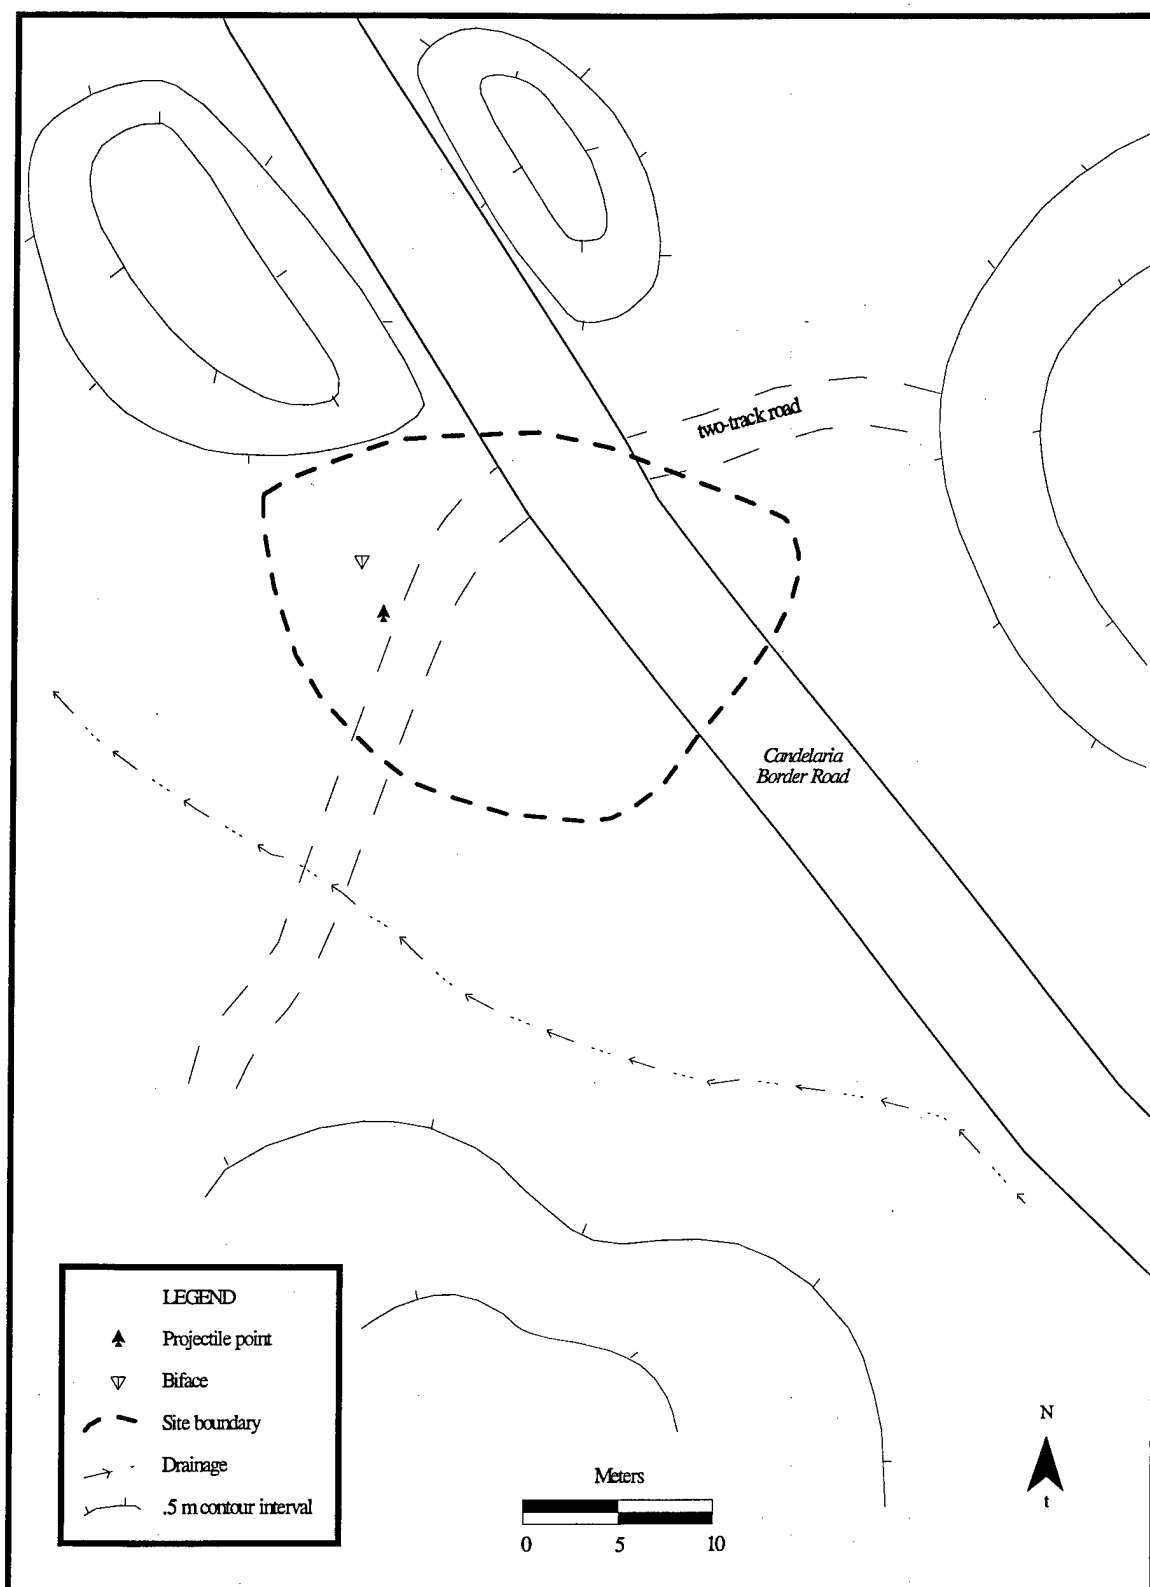 two-track road
Candelaria
Border Road
LEGEND
Projectile point
Biface
Site boundary
Drainage
.5 m contour interval
Meters
0 5 10
N
t